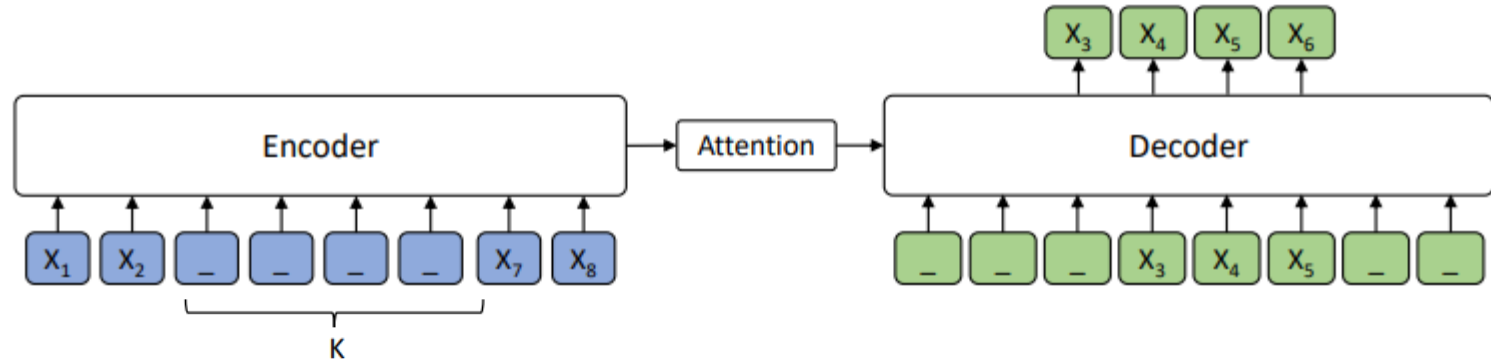 X₃ X₄ X₅ X₆
Encoder Attention Decoder
X₁ X₂ _ _ _ _ X₇ X₈ _ _ _ X₃ X₄ X₅ _ _
K